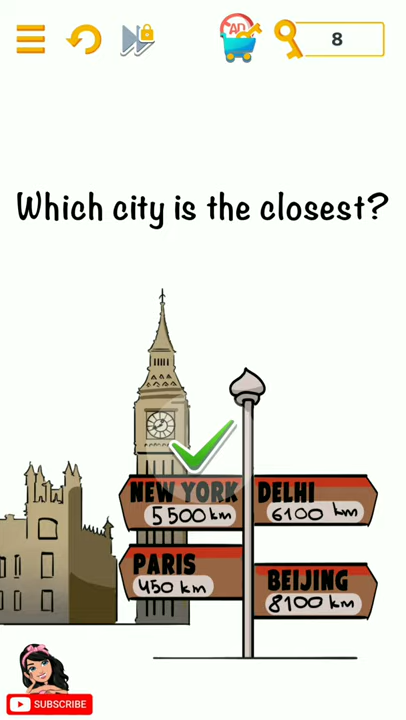 AD
8
Which city is the closest?
NEW YORK
5500 km
DELHI
6100 km
PARIS
450 km
BEIJING
8100 km
SUBSCRIBE